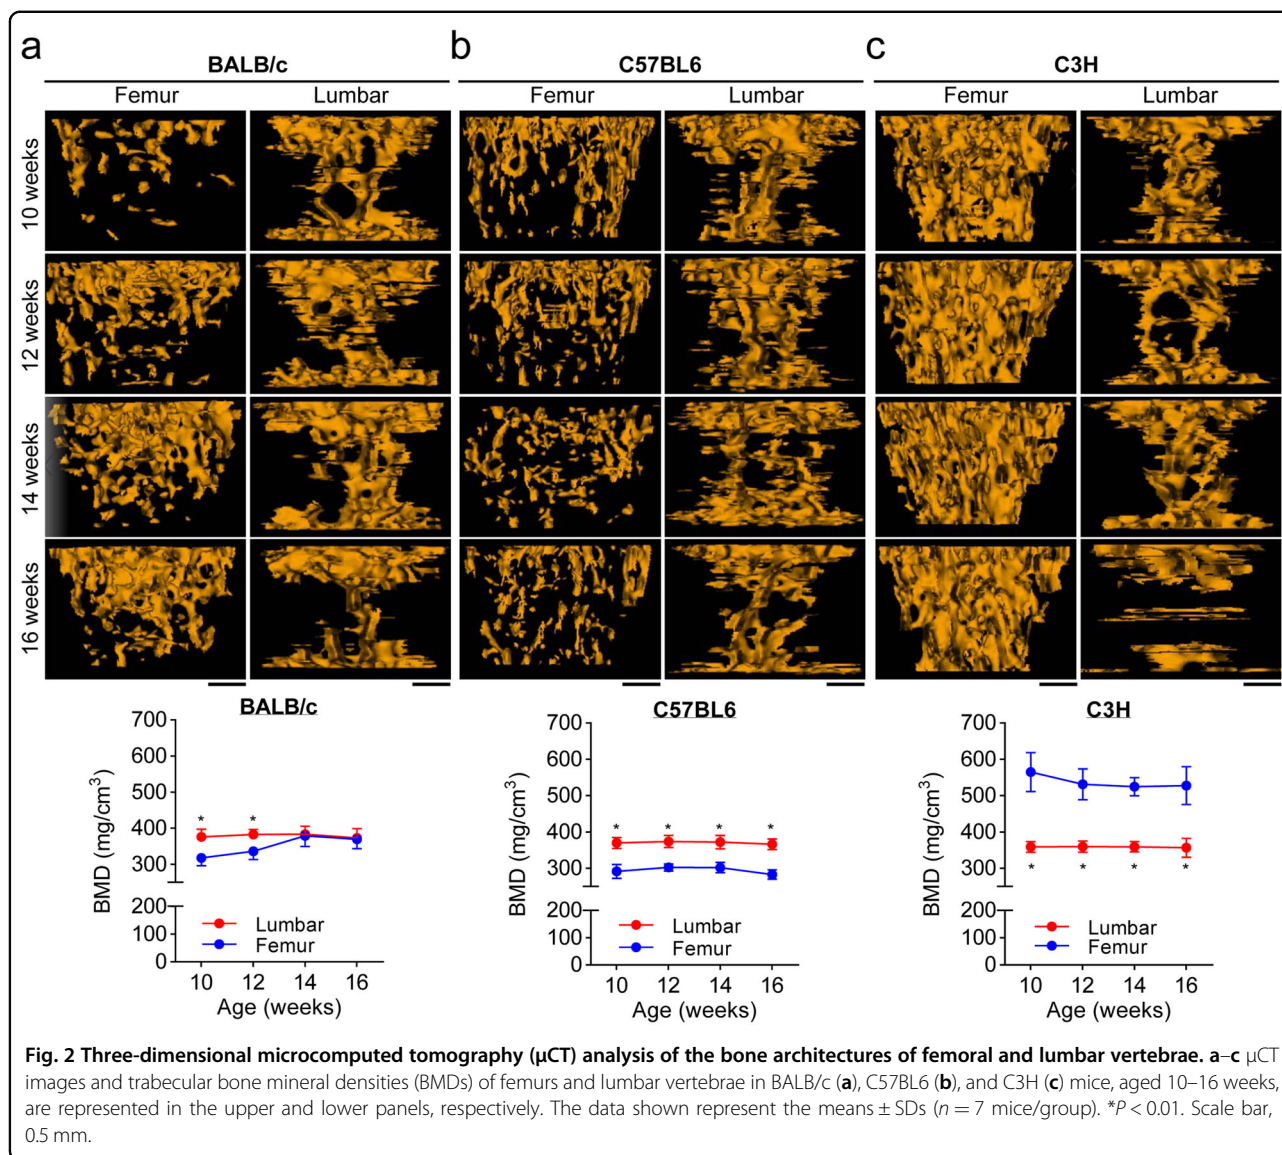 a
BALB/c
Femur Lumbar
b
C57BL6
Femur Lumbar
c
C3H
Femur Lumbar
10 weeks
12 weeks
14 weeks
16 weeks
BALB/c
700
600
500
400
300
200
100
0
BMD (mg/cm³)
Lumbar
Femur
10 12 14 16
Age (weeks)
* *
C57BL6
700
600
500
400
300
200
100
0
BMD (mg/cm³)
Lumbar
Femur
10 12 14 16
Age (weeks)
* * * *
C3H
700
600
500
400
300
200
100
0
BMD (mg/cm³)
Lumbar
Femur
10 12 14 16
Age (weeks)
* * * *
Fig. 2 Three-dimensional microcomputed tomography (μCT) analysis of the bone architectures of femoral and lumbar vertebrae. a–c μCT
images and trabecular bone mineral densities (BMDs) of femurs and lumbar vertebrae in BALB/c (a), C57BL6 (b), and C3H (c) mice, aged 10–16 weeks,
are represented in the upper and lower panels, respectively. The data shown represent the means ± SDs (n = 7 mice/group). *P < 0.01. Scale bar,
0.5 mm.